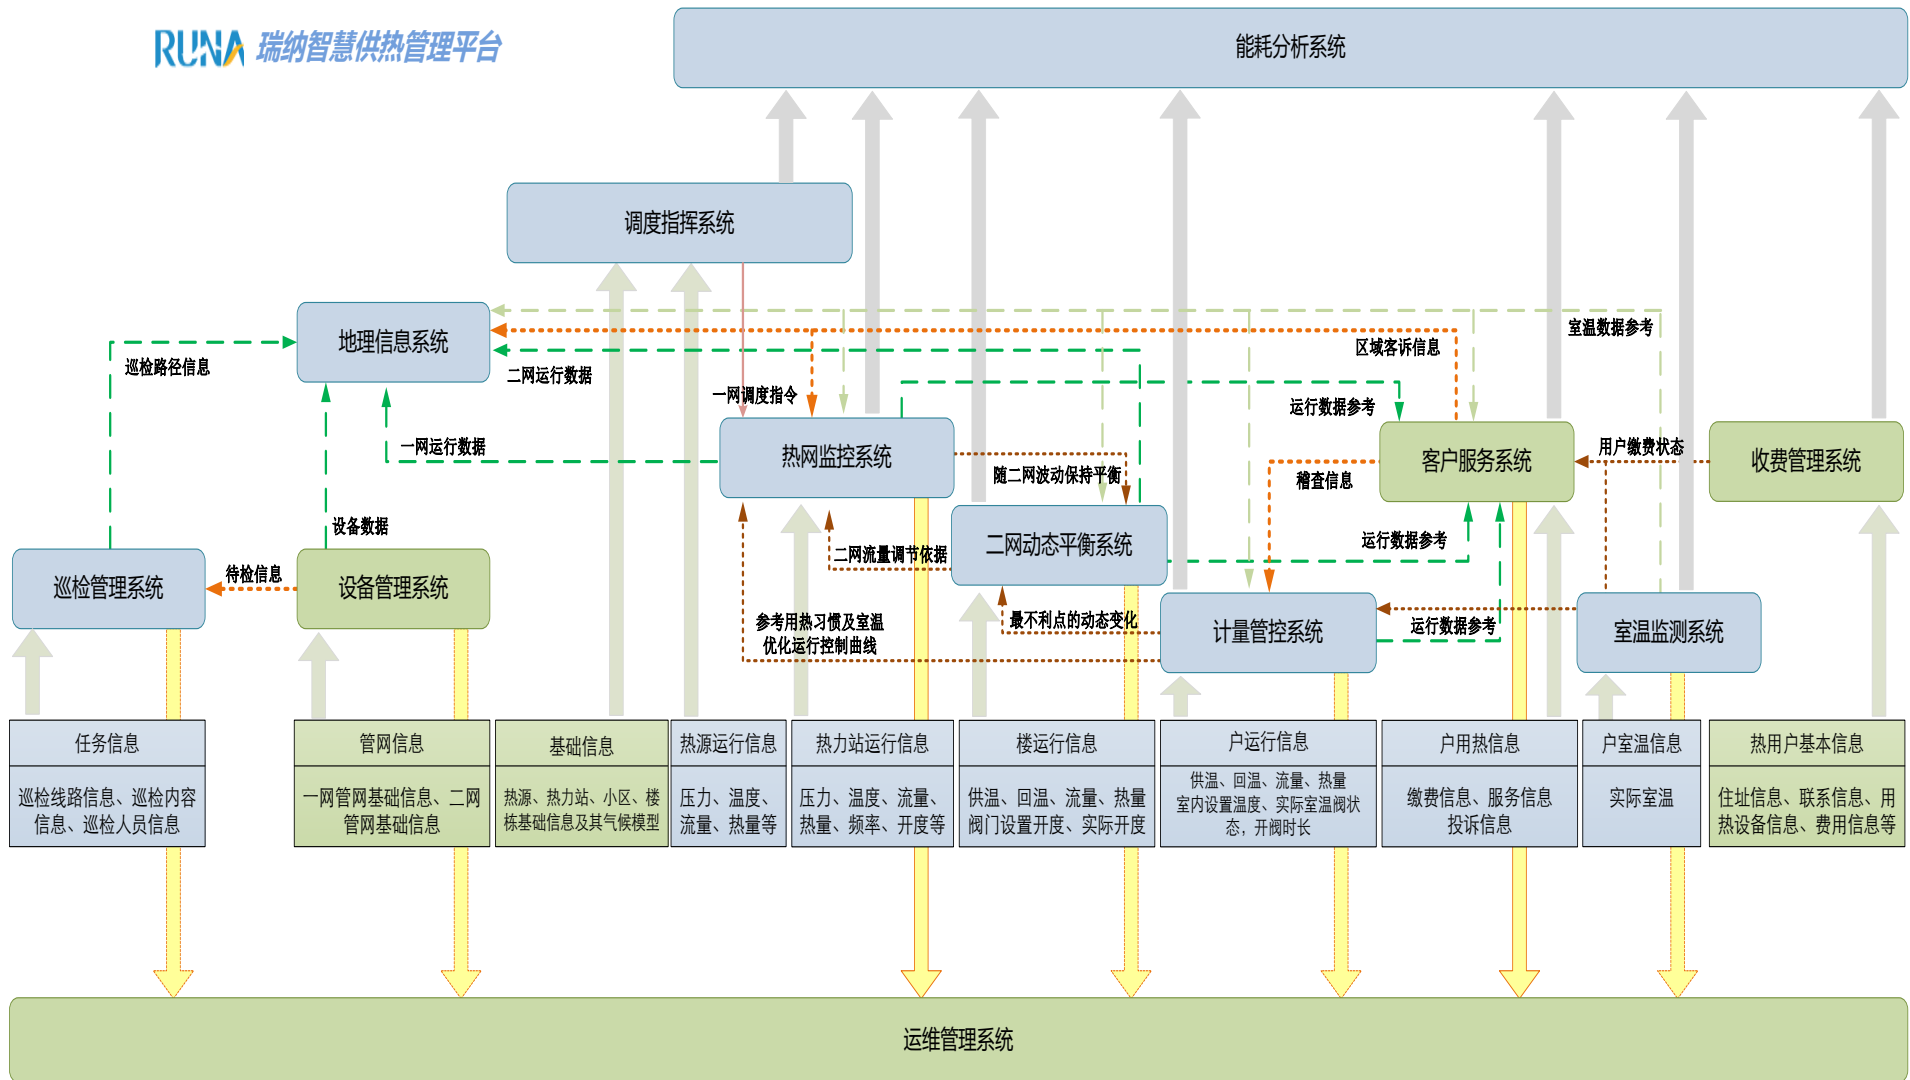 RUNA 瑞纳智慧供热管理平台
能耗分析系统
调度指挥系统
地理信息系统
室温数据参考
区域客诉信息
巡检路径信息
二网运行数据
一网调度指令
运行数据参考
一网运行数据
热网监控系统
随二网波动保持平衡
客户服务系统
用户缴费状态
收费管理系统
稽查信息
设备数据
二网流量调节依据
二网动态平衡系统
运行数据参考
巡检管理系统
待检信息
设备管理系统
参考用热习惯及室温
优化运行控制曲线
最不利点的动态变化
计量管控系统
运行数据参考
室温监测系统
任务信息
巡检线路信息、巡检内容
信息、巡检人员信息
管网信息
一网管网基础信息、二网
管网基础信息
基础信息
热源、热力站、小区、楼
栋基础信息及其气候模型
热源运行信息
压力、温度、
流量、热量等
热力站运行信息
压力、温度、流量、
热量、频率、开度等
楼运行信息
供温、回温、流量、热量
阀门设置开度、实际开度
户运行信息
供温、回温、流量、热量
室内设置温度、实际室温阀状
态，开阀时长
户用热信息
缴费信息、服务信息
投诉信息
户室温信息
实际室温
热用户基本信息
住址信息、联系信息、用
热设备信息、费用信息等
运维管理系统